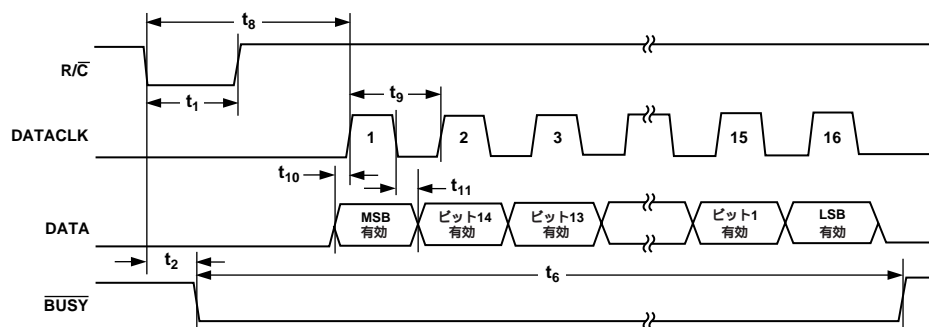 t8
R/C
t1
t9
DATACLK
1
2
3
15
16
t10
t11
DATA
MSB
有効
ビット14
有効
ビット13
有効
ビット1
有効
LSB
有効
t2
t6
BUSY